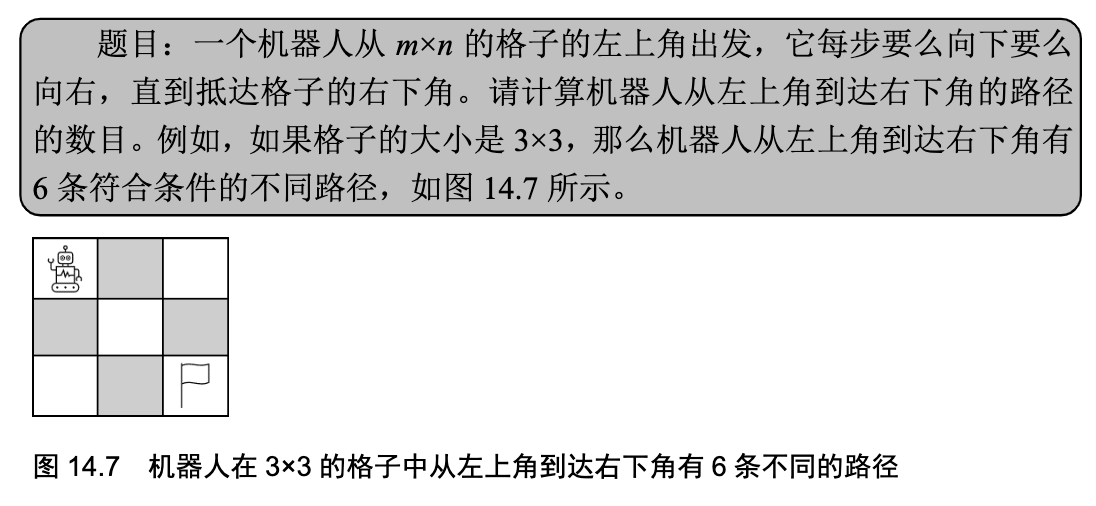 题目：一个机器人从 m×n 的格子的左上角出发，它每步要么向下要么
向右，直到抵达格子的右下角。请计算机器人从左上角到达右下角的路径
的数目。例如，如果格子的大小是 3×3，那么机器人从左上角到达右下角有
6 条符合条件的不同路径，如图 14.7 所示。
图 14.7　机器人在 3×3 的格子中从左上角到达右下角有 6 条不同的路径